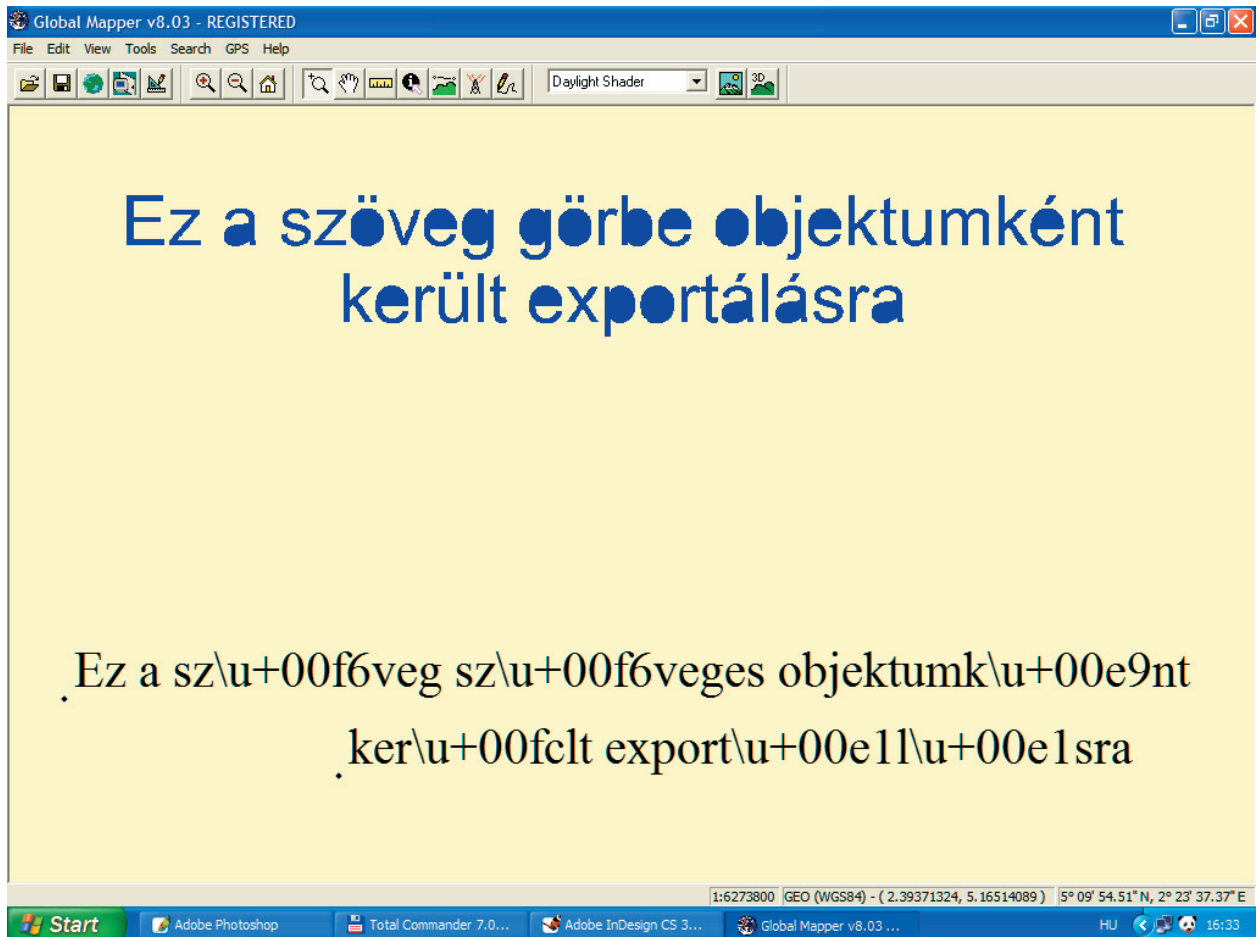 Global Mapper v8.03 - REGISTERED
File Edit View Tools Search GPS Help
Daylight Shader
3D
Ez a szöveg görbe objektumként
került exportálásra
Ez a sz\u+00f6veg sz\u+00f6veges objektumk\u+00e9nt
ker\u+00fclt export\u+00e1l\u+00e1sra
1:6273800 GEO (WGS84) - ( 2.39371324, 5.16514089 ) 5° 09' 54.51" N, 2° 23' 37.37" E
Start Adobe Photoshop Total Commander 7.0... Adobe InDesign CS 3... Global Mapper v8.03 ... HU 16:33